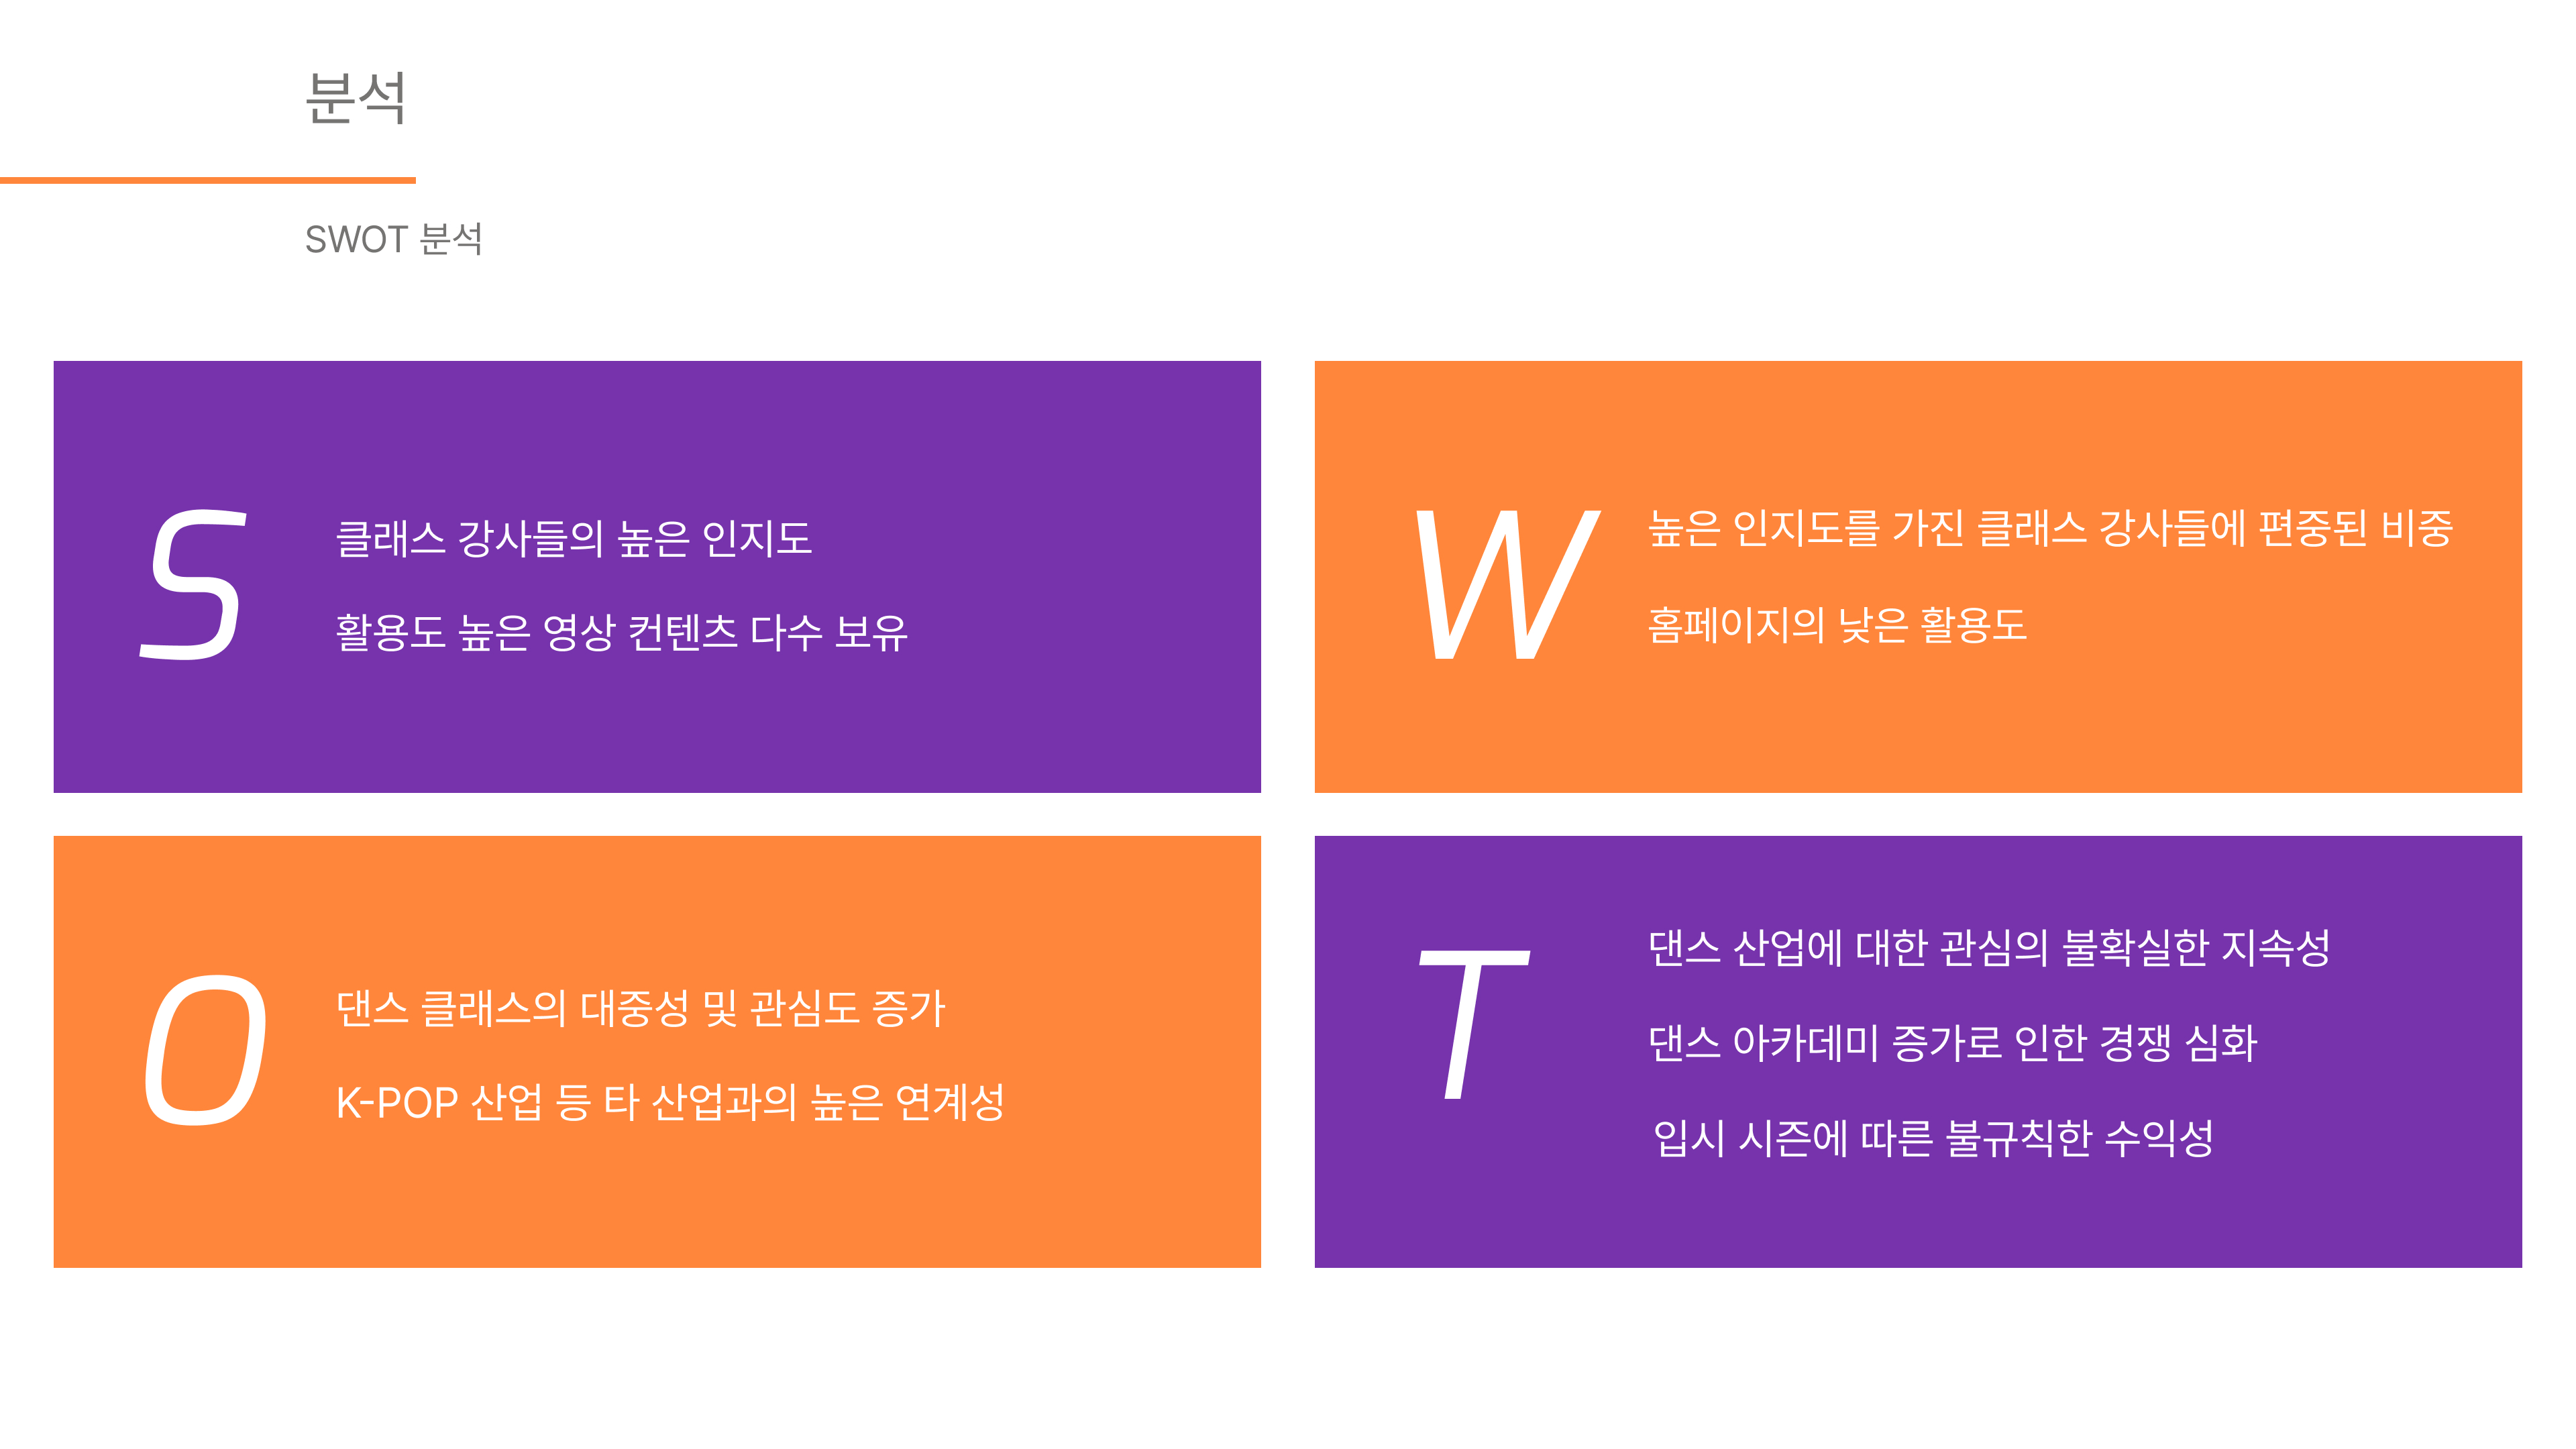 분석
SWOT 분석
S
클래스 강사들의 높은 인지도
활용도 높은 영상 컨텐츠 다수 보유
W
높은 인지도를 가진 클래스 강사들에 편중된 비중
홈페이지의 낮은 활용도
O
댄스 클래스의 대중성 및 관심도 증가
K-POP 산업 등 타 산업과의 높은 연계성
T
댄스 산업에 대한 관심의 불확실한 지속성
댄스 아카데미 증가로 인한 경쟁 심화
입시 시즌에 따른 불규칙한 수익성